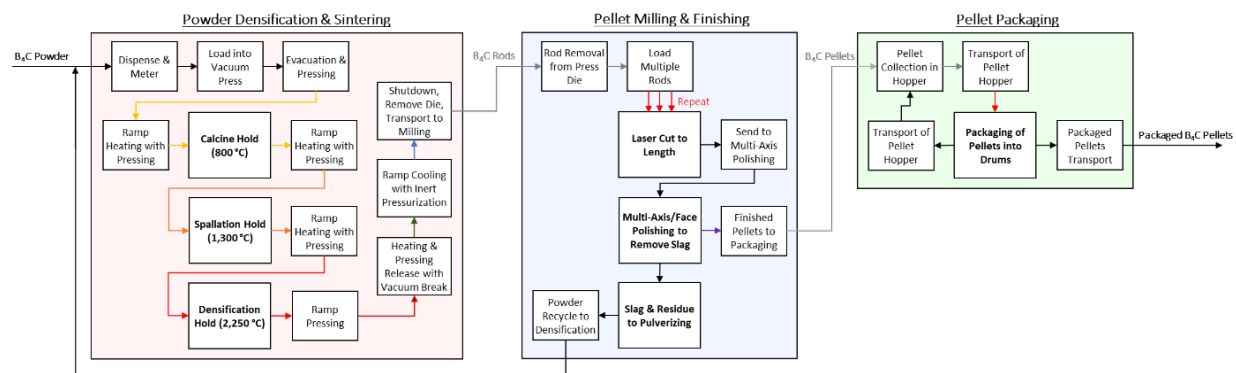 Powder Densification & Sintering
B₄C Powder
Dispense &
Meter
Load into
Vacuum
Press
Evacuation &
Pressing
Ramp
Heating with
Pressing
Calcine Hold
(800 °C)
Ramp
Heating with
Pressing
Spallation Hold
(1,300 °C)
Ramp
Heating with
Pressing
Densification
Hold (2,250 °C)
Ramp
Pressing
Heating &
Pressing
Release with
Vacuum Break
Ramp Cooling
with Inert
Pressurization
Shutdown,
Remove Die,
Transport to
Milling
B₄C Rods
Pellet Milling & Finishing
Rod Removal
from Press
Die
Load
Multiple
Rods
Repeat
Laser Cut to
Length
Send to
Multi-Axis
Polishing
Multi-Axis/Face
Polishing to
Remove Slag
Finished
Pellets to
Packaging
Slag & Residue
to Pulverizing
Powder
Recycle to
Densification
B₄C Pellets
Pellet Packaging
Pellet
Collection in
Hopper
Transport of
Pellet
Hopper
Transport of
Pellet
Hopper
Packaging of
Pellets into
Drums
Packaged
Pellets
Transport
Packaged B₄C Pellets